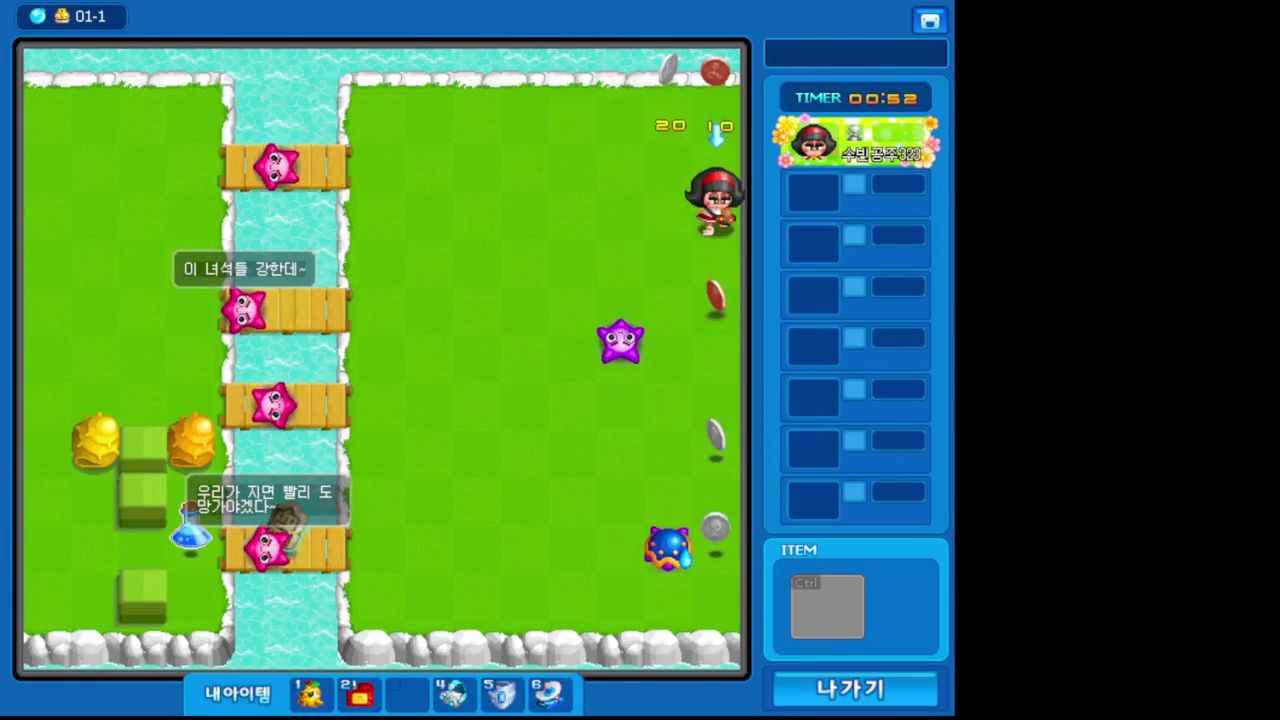 01-1
TIMER 00:52
20 10
수빈공주323
이 녀석들 강한데~
우리가 지면 빨리 도
망가야겠다~
ITEM
Ctrl
내아이템 1 2 4 5 6
나가기